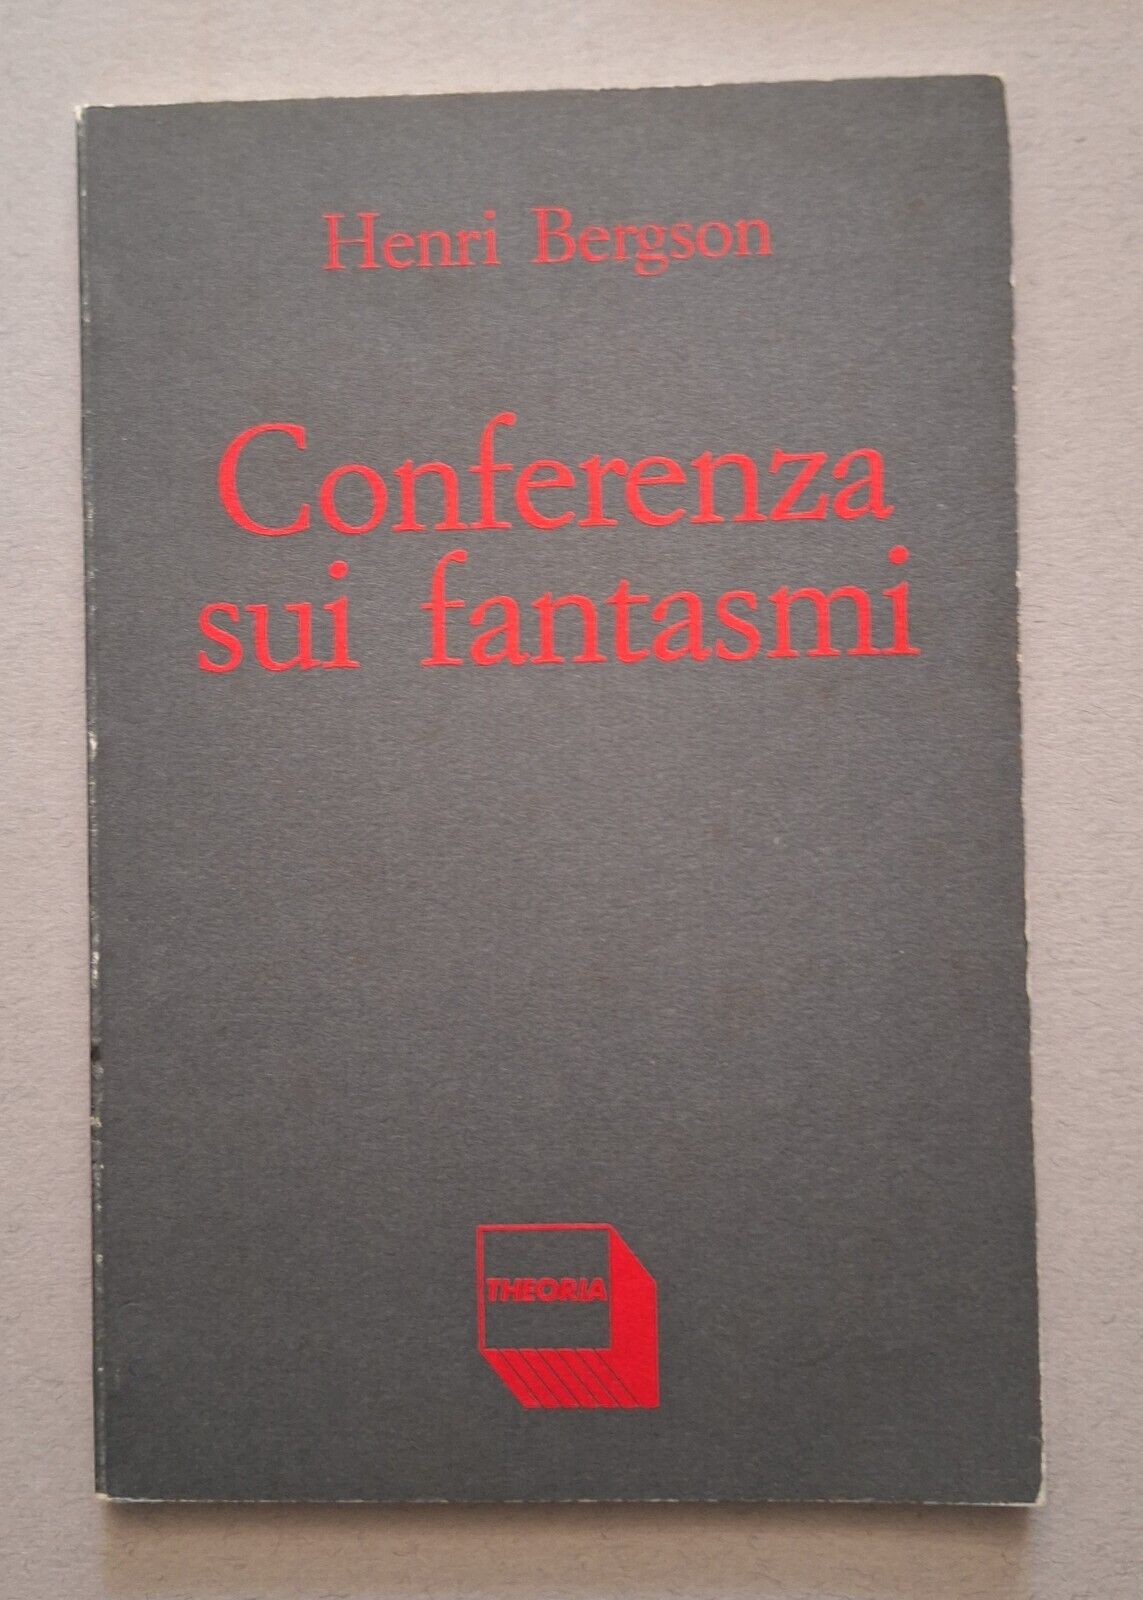 Henri Bergson
Conferenza
sui fantasmi
THEORIA